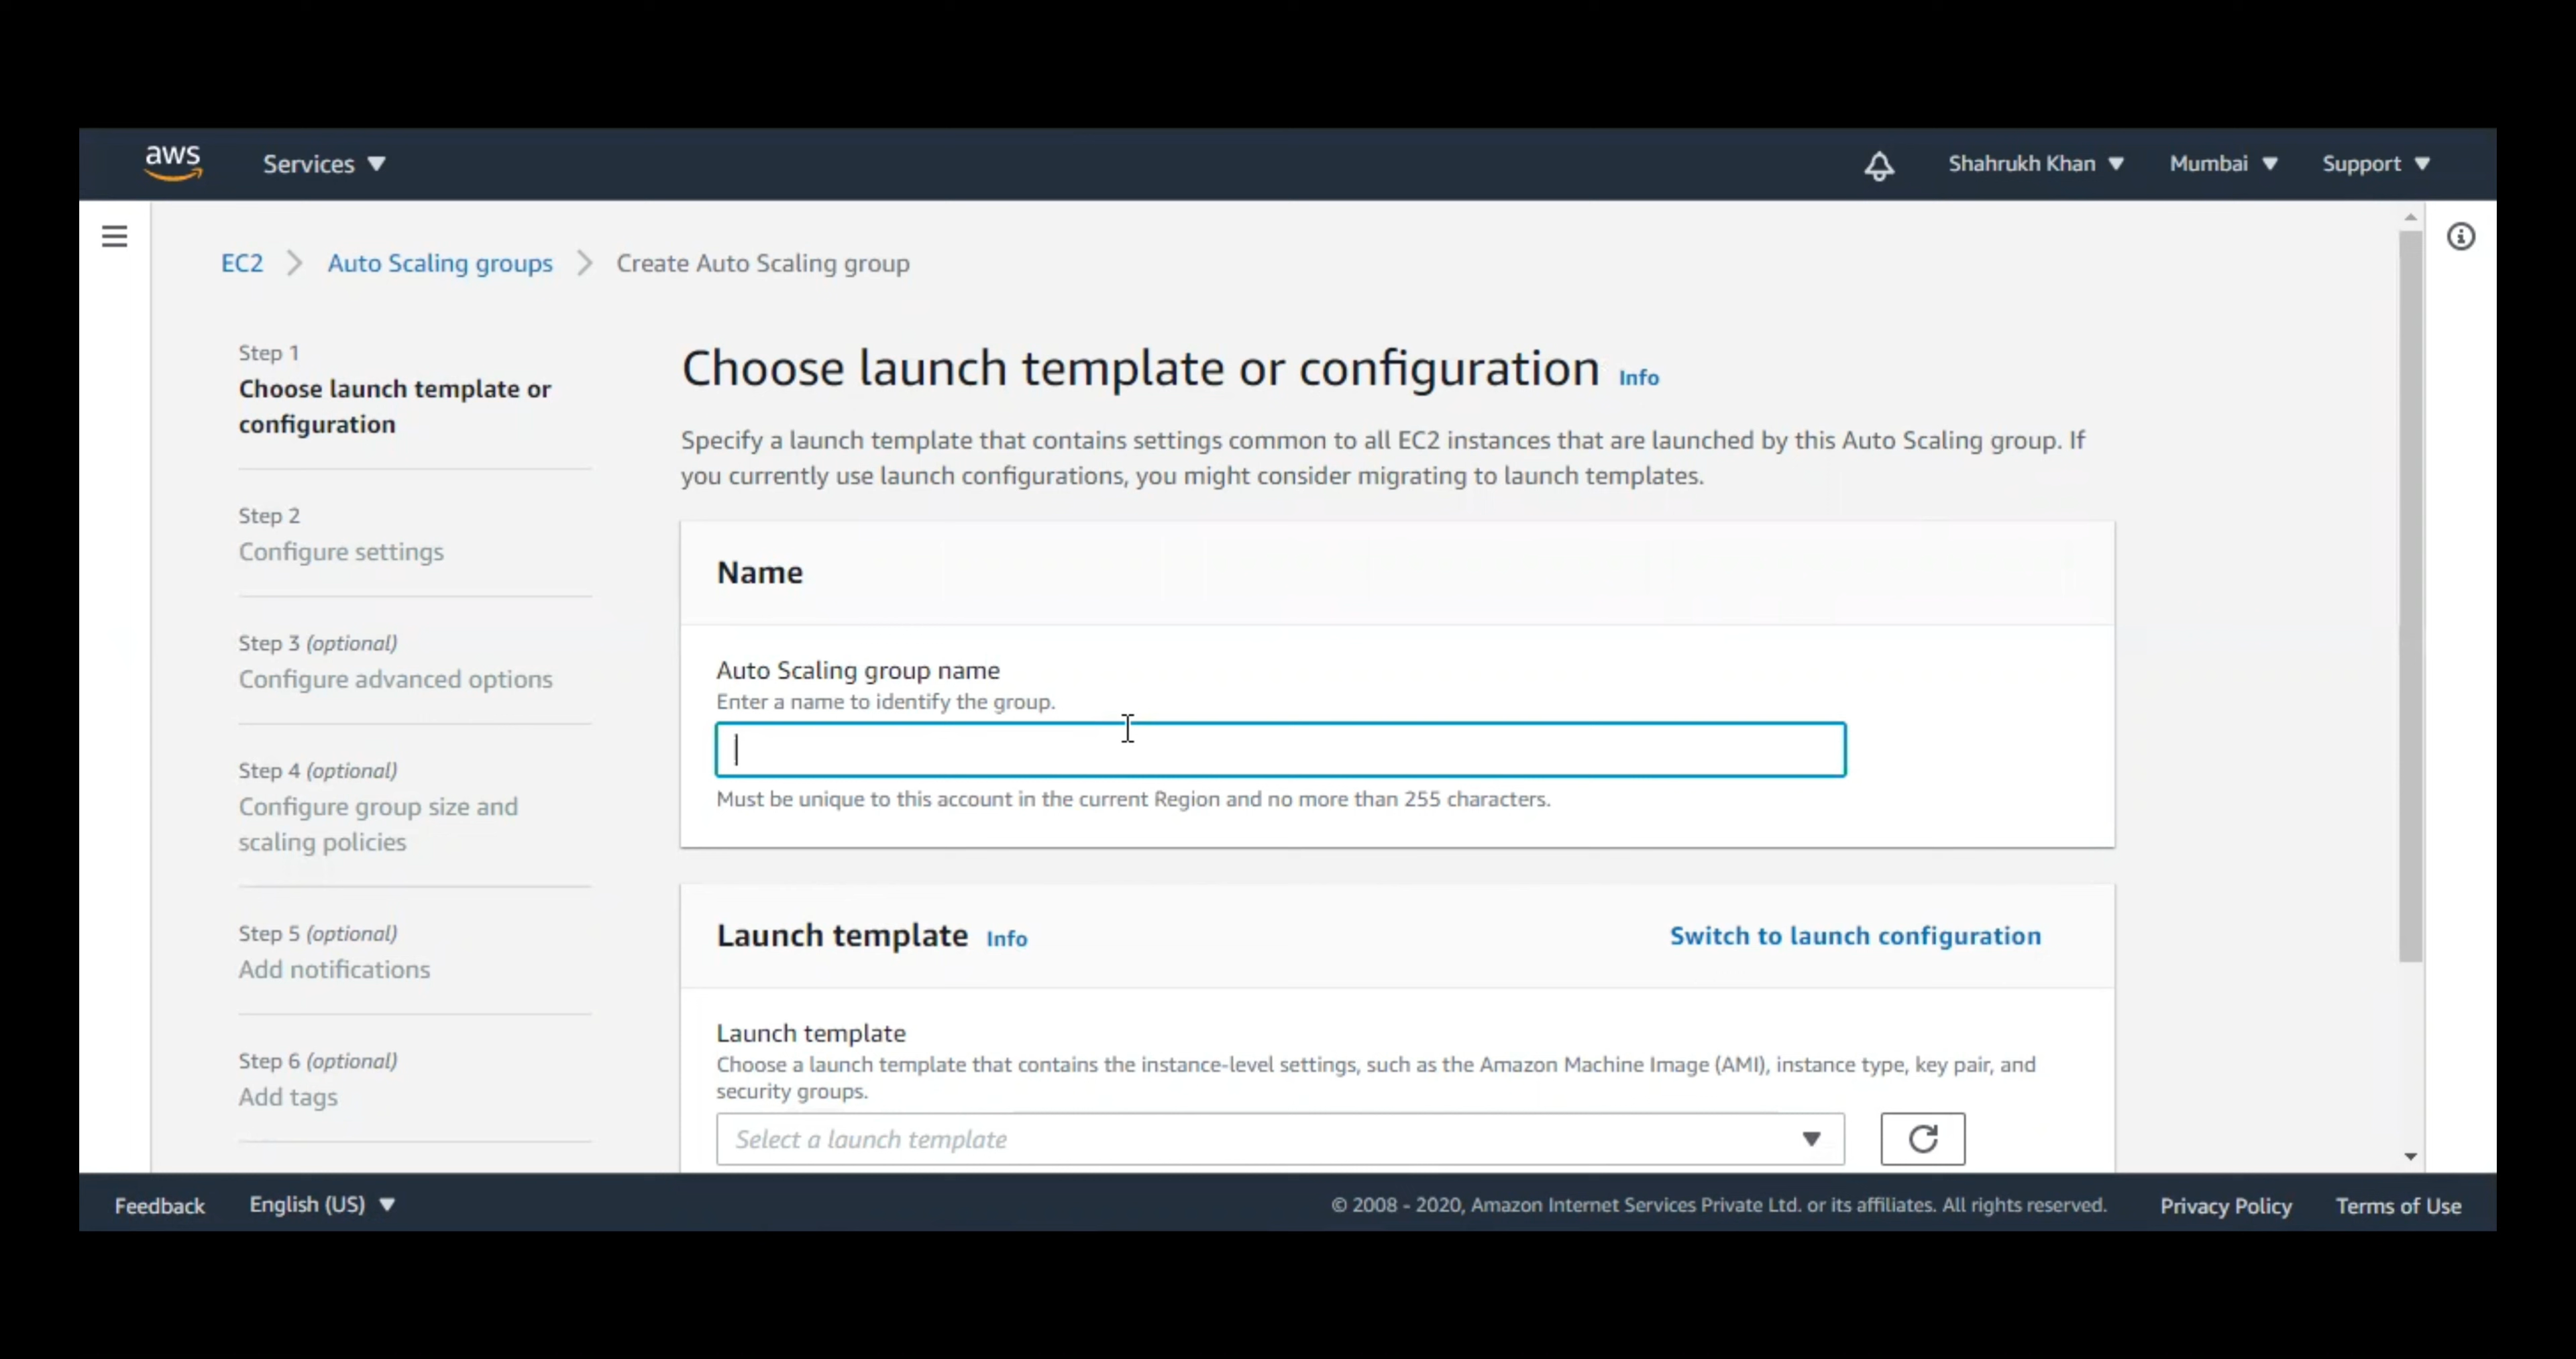 aws Services Shahrukh Khan Mumbai Support
EC2 Auto Scaling groups Create Auto Scaling group
Step 1
Choose launch template or
configuration
Step 2
Configure settings
Step 3 (optional)
Configure advanced options
Step 4 (optional)
Configure group size and
scaling policies
Step 5 (optional)
Add notifications
Step 6 (optional)
Add tags
Choose launch template or configuration Info
Specify a launch template that contains settings common to all EC2 instances that are launched by this Auto Scaling group. If
you currently use launch configurations, you might consider migrating to launch templates.
Name
Auto Scaling group name
Enter a name to identify the group.
Must be unique to this account in the current Region and no more than 255 characters.
Launch template Info Switch to launch configuration
Launch template
Choose a launch template that contains the instance-level settings, such as the Amazon Machine Image (AMI), instance type, key pair, and
security groups.
Select a launch template
Feedback English (US) © 2008 - 2020, Amazon Internet Services Private Ltd. or its affiliates. All rights reserved. Privacy Policy Terms of Use